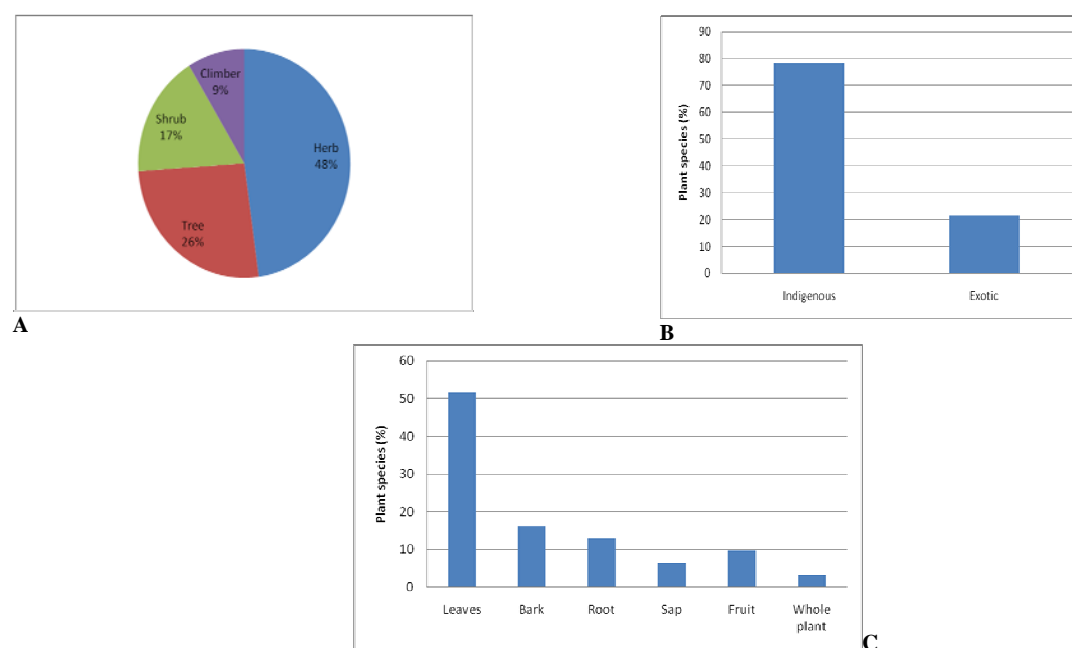 Climber
9%
Shrub
17%
Herb
48%
Tree
26%
A
Plant species (%)
90
80
70
60
50
40
30
20
10
0
Indigenous
Exotic
B
Plant species (%)
60
50
40
30
20
10
0
Leaves
Bark
Root
Sap
Fruit
Whole
plant
C